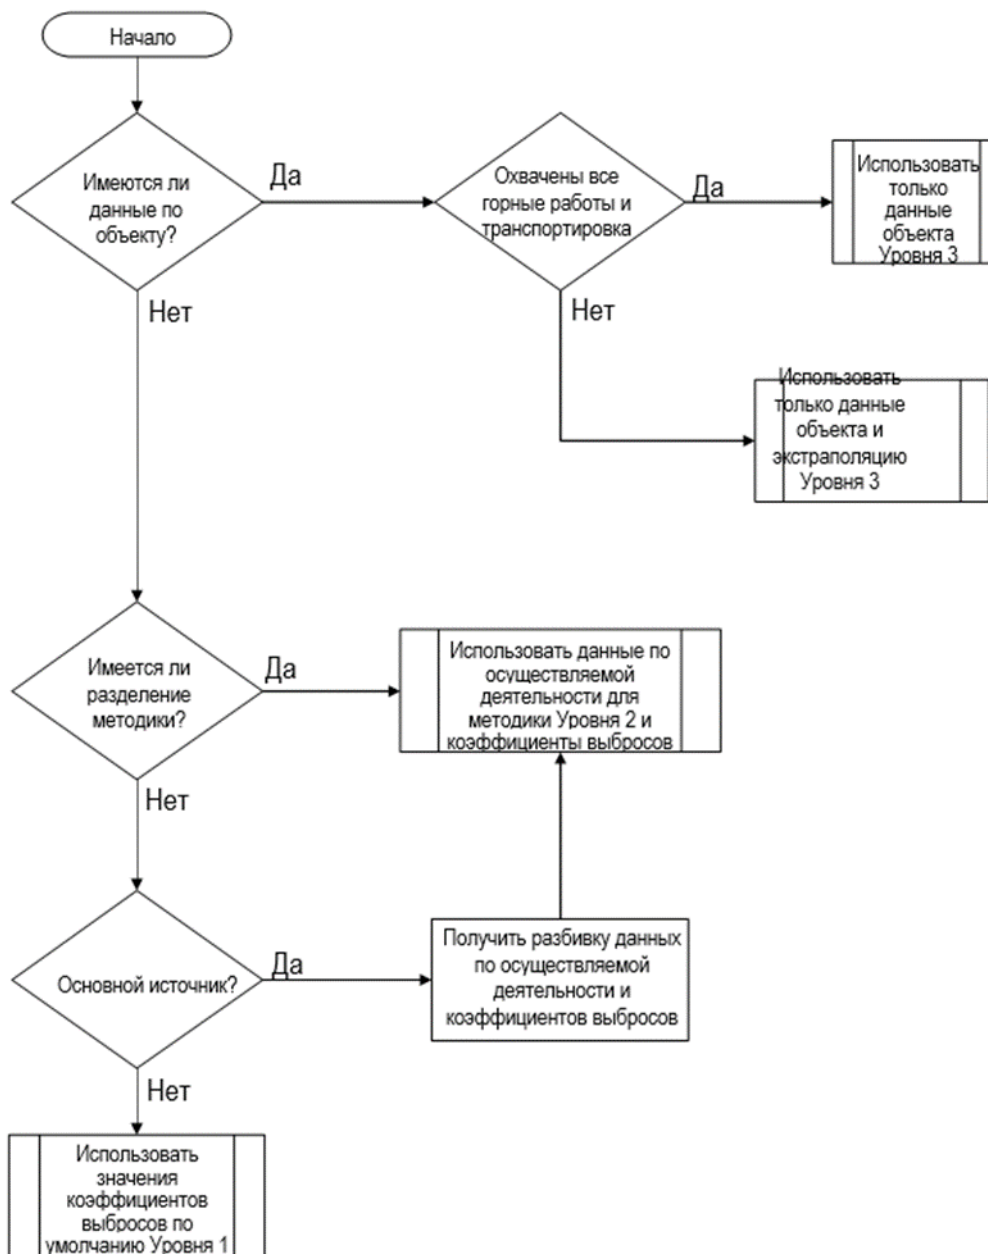 Начало
Имеются ли
данные по
объекту?
Да
Охвачены все
горные работы и
транспортировка
Да
Использовать
только
данные
объекта
Уровня 3
Нет
Нет
Использовать
только данные
объекта и
экстраполяцию
Уровня 3
Имеется ли
разделение
методики?
Да
Использовать данные по
осуществляемой
деятельности для
методики Уровня 2 и
коэффициенты выбросов
Нет
Основной источник?
Да
Получить разбивку данных
по осуществляемой
деятельности и
коэффициентов выбросов
Нет
Использовать
значения
коэффициентов
выбросов по
умолчанию Уровня 1